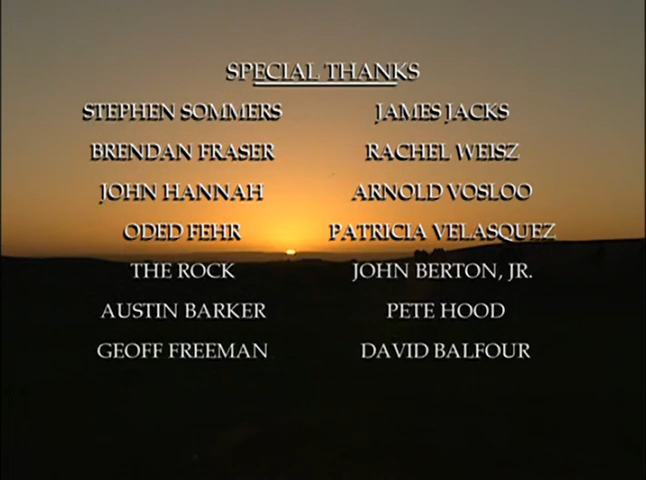 SPECIAL THANKS
STEPHEN SOMMERS JAMES JACKS
BRENDAN FRASER RACHEL WEISZ
JOHN HANNAH ARNOLD VOSLOO
ODED FEHR PATRICIA VELASQUEZ
THE ROCK JOHN BERTON, JR.
AUSTIN BARKER PETE HOOD
GEOFF FREEMAN DAVID BALFOUR